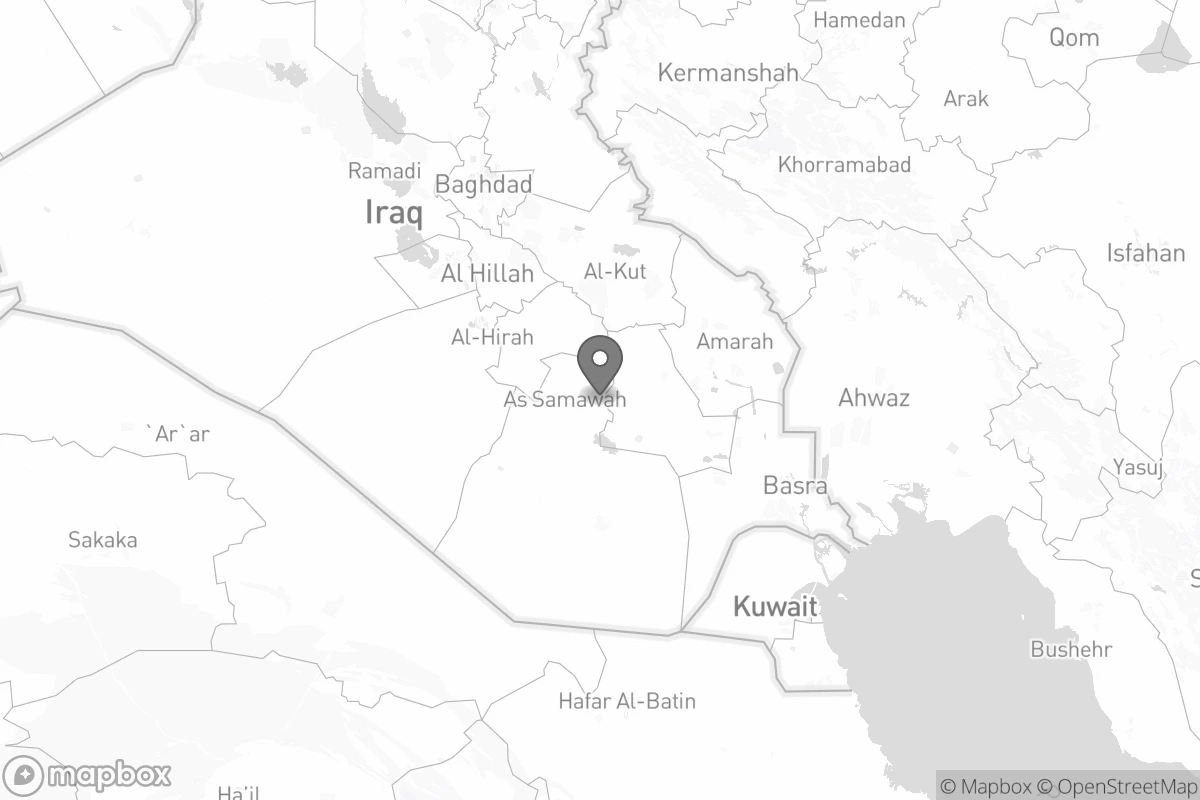 Hamedan
Qom
Kermanshah
Arak
Khorramabad
Ramadi
Baghdad
Iraq
Isfahan
Al Hillah
Al-Kut
Al-Hirah
Amarah
As Samawah
Ahwaz
`Ar`ar
Yasuj
Basra
Sakaka
S
Kuwait
Bushehr
Hafar Al-Batin
mapbox
Ha'il
© Mapbox © OpenStreetMap